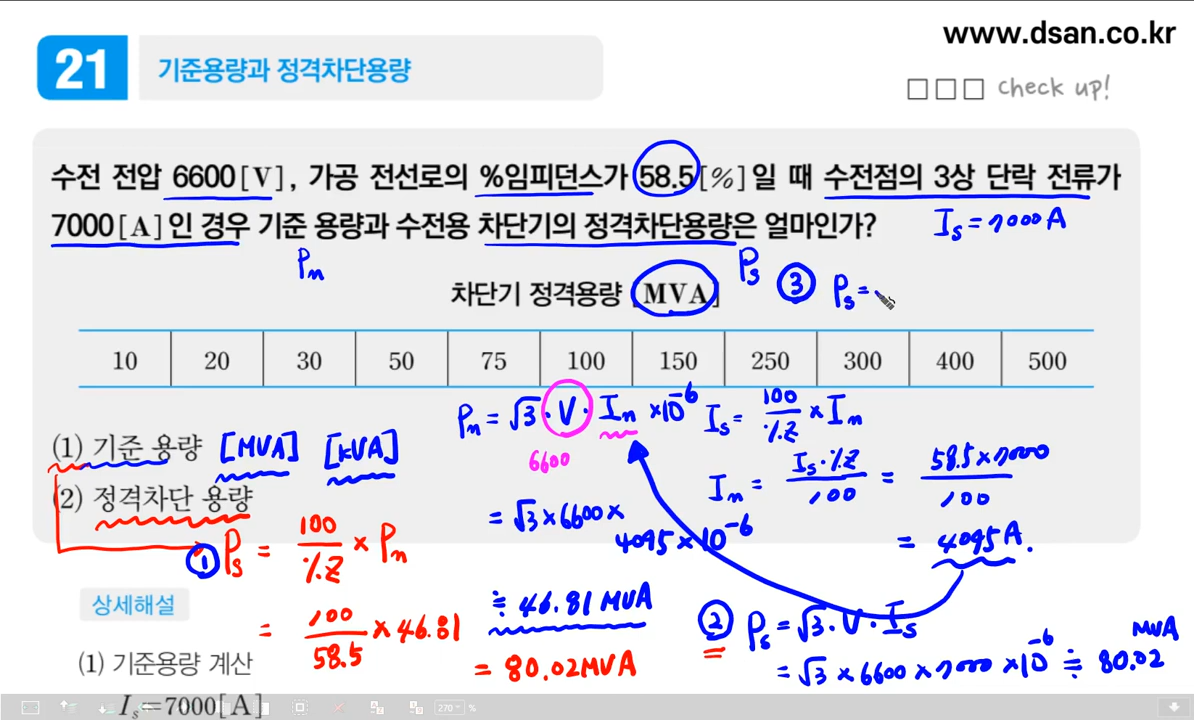 www.dsan.co.kr
21 기준용량과 정격차단용량
□□□ check up!
수전 전압 6600[V], 가공 전선로의 %임피던스가 58.5[%]일 때 수전점의 3상 단락 전류가
7000[A]인 경우 기준 용량과 수전용 차단기의 정격차단용량은 얼마인가?
Is = 7000A
Pn
Ps
차단기 정격용량 [MVA]
③ Ps =
10 20 30 50 75 100 150 250 300 400 500
Pn = √3 · V · In × 10⁻⁶
6600
= √3 × 6600 × 4095 × 10⁻⁶
≒ 46.81 MVA
Is = 100/%Z × In
In = Is · %Z / 100 = 58.5 × 7000 / 100
= 4095A.
(1) 기준 용량 [MVA] [kVA]
(2) 정격차단 용량
① Ps = 100/%Z × Pn
= 100/58.5 × 46.81
= 80.02MVA
② Ps = √3 · V · Is
= √3 × 6600 × 7000 × 10⁻⁶ ≒ 80.02 MVA
상세해설
(1) 기준용량 계산
Is=7000[A]
270 %